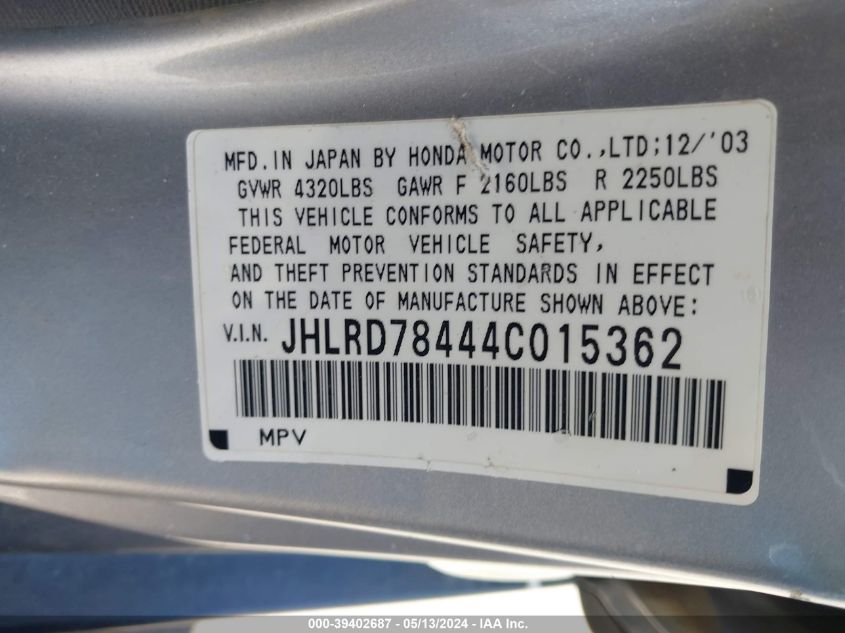 MFD.IN JAPAN BY HONDA MOTOR CO.,LTD;12/'03
GVWR 4320LBS GAWR F 2160LBS R 2250LBS
THIS VEHICLE CONFORMS TO ALL APPLICABLE
FEDERAL MOTOR VEHICLE SAFETY,
AND THEFT PREVENTION STANDARDS IN EFFECT
ON THE DATE OF MANUFACTURE SHOWN ABOVE:
V.I.N. JHLRD78444C015362
MPV
000-39402687 - 05/13/2024 - IAA Inc.